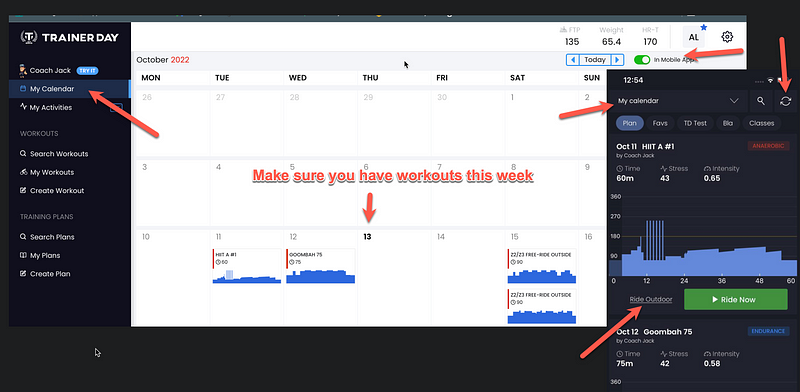 TRAINERDAY
FTP
135
Weight
65.4
HR-T
170
AL
Coach Jack TRY IT
My Calendar
My Activities
WORKOUTS
Search Workouts
My Workouts
Create Workout
TRAINING PLANS
Search Plans
My Plans
Create Plan
October 2022
Today
In Mobile App
MON TUE WED THU FRI SAT SUN
26 27 28 29 30 1 2
3 4 5 6 7 8 9
Make sure you have workouts this week
10 11 12 13 14 15 16
HIIT A #1
60
GOOMBAH 75
75
Z2/Z3 FREE-RIDE OUTSIDE
90
Z2/Z3 FREE-RIDE OUTSIDE
90
12:54
My calendar
Plan Favs TD Test Bla Classes
Oct 11 HIIT A #1 ANAEROBIC
by Coach Jack
Time Stress Intensity
60m 43 0.65
360
270
180
90
0 12 24 36 48 60
Ride Outdoor Ride Now
Oct 12 Goombah 75 ENDURANCE
by Coach Jack
Time Stress Intensity
75m 42 0.58
360